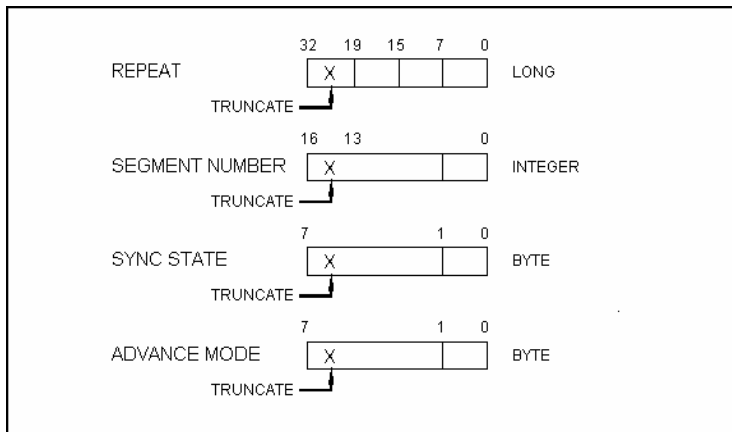 32 19 15 7 0
REPEAT X LONG
TRUNCATE
16 13 0
SEGMENT NUMBER X INTEGER
TRUNCATE
7 1 0
SYNC STATE X BYTE
TRUNCATE
7 1 0
ADVANCE MODE X BYTE
TRUNCATE